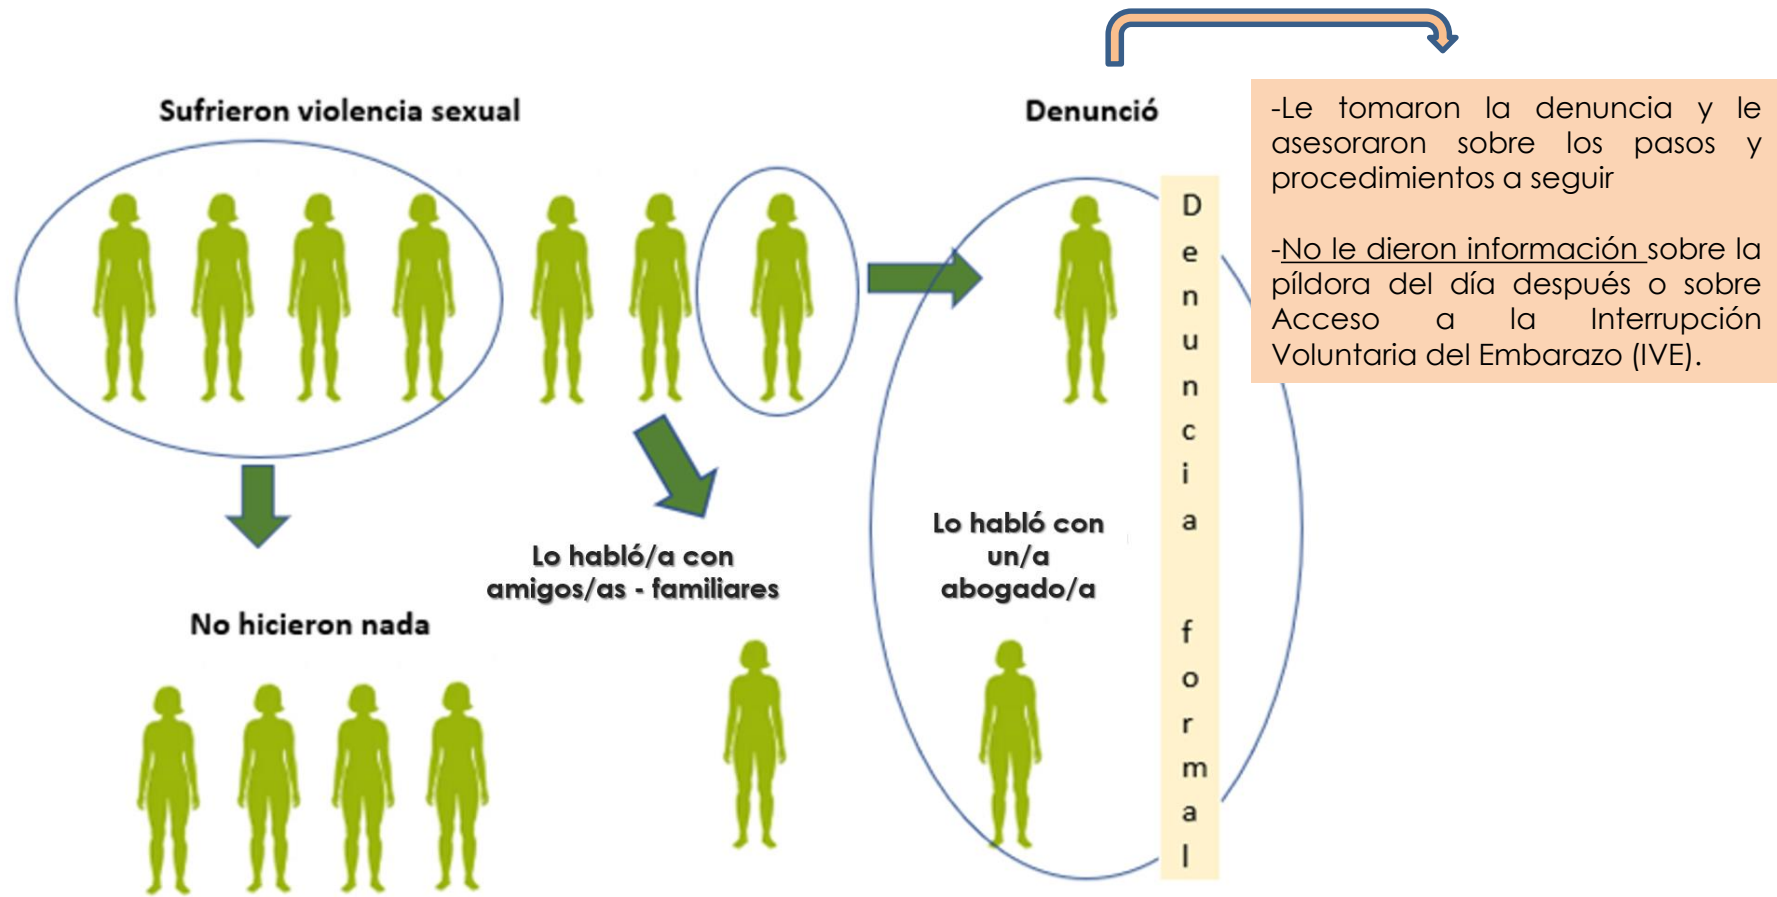 Sufrieron violencia sexual
Denunció
-Le tomaron la denuncia y le
asesoraron sobre los pasos y
procedimientos a seguir
-No le dieron información sobre la
píldora del día después o sobre
Acceso a la Interrupción
Voluntaria del Embarazo (IVE).
Denuncia formal
Lo habló/a con
amigos/as - familiares
Lo habló con
un/a
abogado/a
No hicieron nada